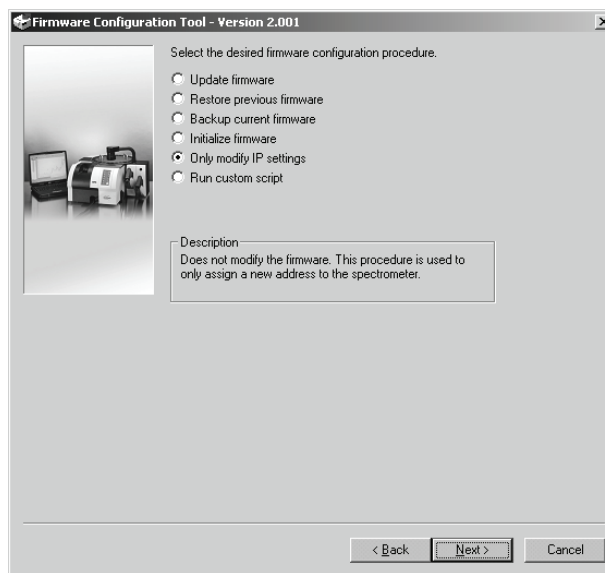 Firmware Configuration Tool - Version 2.001
Select the desired firmware configuration procedure.
Update firmware
Restore previous firmware
Backup current firmware
Initialize firmware
Only modify IP settings
Run custom script
Description
Does not modify the firmware. This procedure is used to
only assign a new address to the spectrometer.
< Back
Next >
Cancel